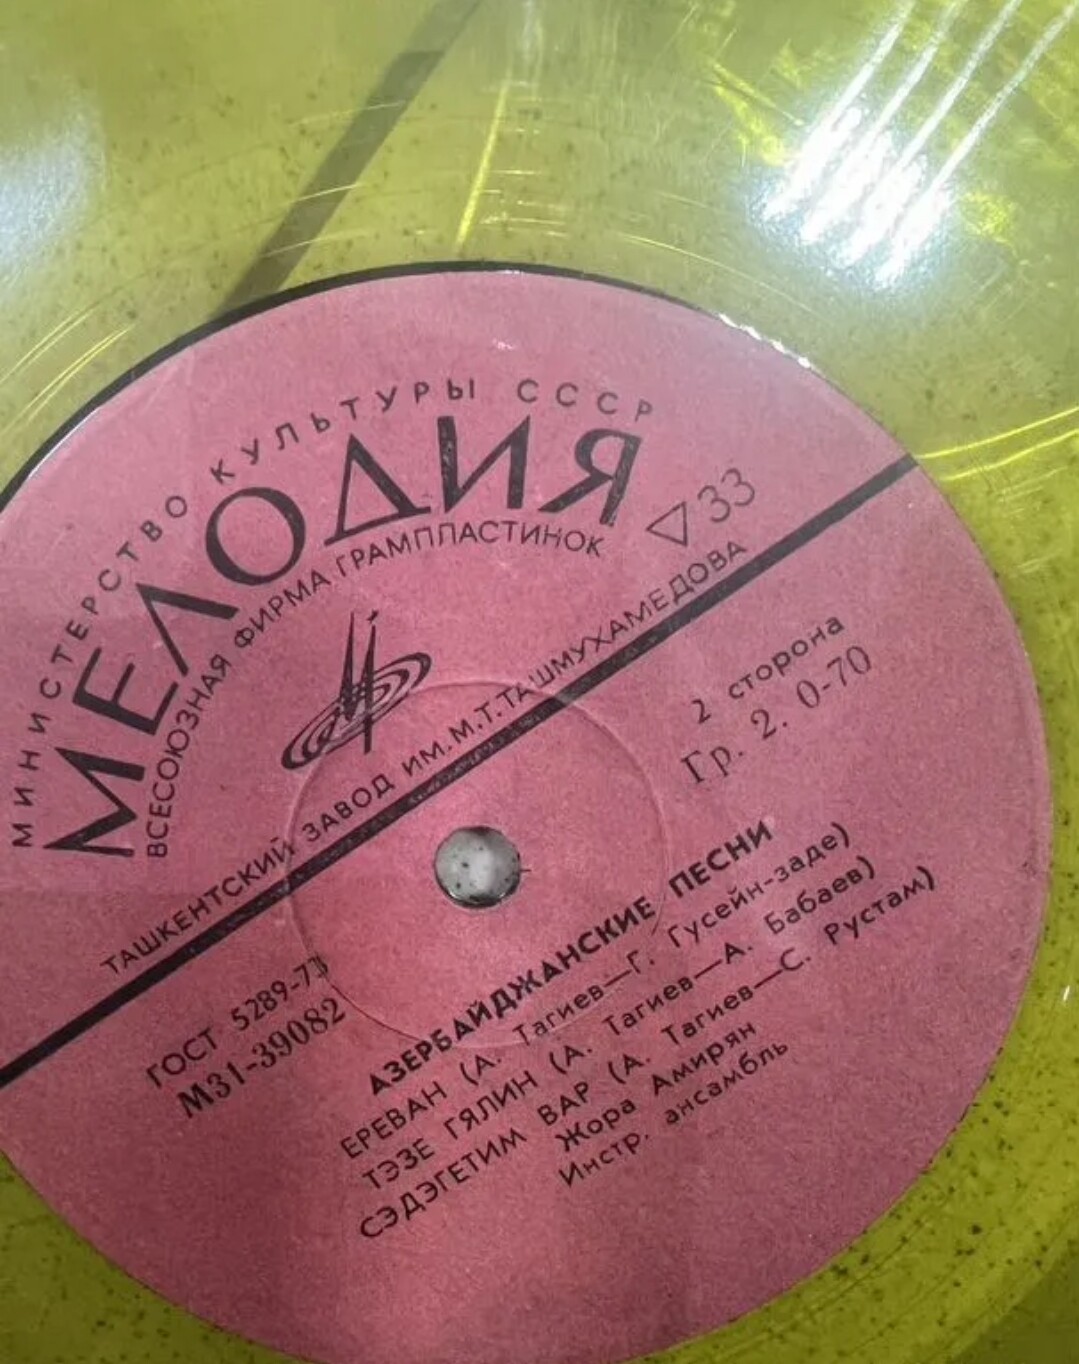 МИНИСТЕРСТВО КУЛЬТУРЫ СССР
МЕЛОДИЯ
ВСЕСОЮЗНАЯ ФИРМА ГРАМПЛАСТИНОК
33
ТАШКЕНТСКИЙ ЗАВОД ИМ.М.Т.ТАШМУХАМЕДОВА
2 сторона
Гр. 2. 0-70
ГОСТ 5289-73
М31-39082
АЗЕРБАЙДЖАНСКИЕ ПЕСНИ
ЕРЕВАН (А. Тагиев—Г. Гусейн-заде)
ТЭЗЕ ГЯЛИН (А. Тагиев—А. Бабаев)
СЭДЭГЕТИМ ВАР (А. Тагиев—С. Рустам)
Жора Амирян
Инстр. ансамбль